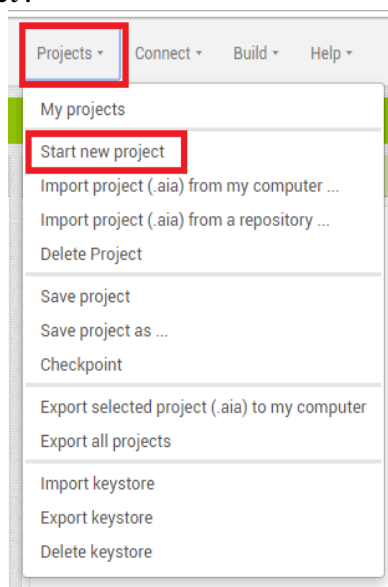 Projects Connect Build Help
My projects
Start new project
Import project (.aia) from my computer ...
Import project (.aia) from a repository ...
Delete Project
Save project
Save project as ...
Checkpoint
Export selected project (.aia) to my computer
Export all projects
Import keystore
Export keystore
Delete keystore